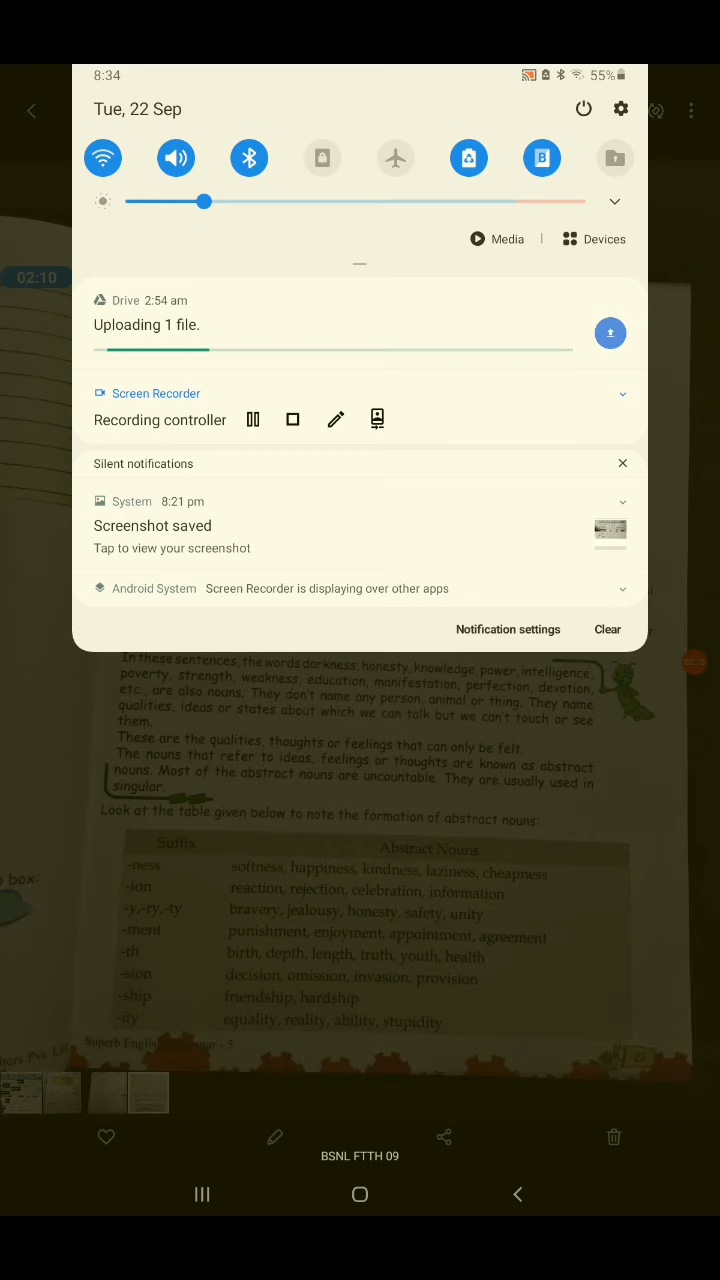 8:34
55%
Tue, 22 Sep
B
Media | Devices
02:10
Drive 2:54 am
Uploading 1 file.
Screen Recorder
Recording controller
Silent notifications
System 8:21 pm
Screenshot saved
Tap to view your screenshot
Android System Screen Recorder is displaying over other apps
Notification settings Clear
In these sentences, the words darkness, honesty, knowledge, power, intelligence,
poverty, strength, weakness, education, manifestation, perfection, devotion,
etc., are also nouns. They don't name any person, animal or thing. They name
qualities, ideas or states about which we can talk but we can't touch or see
them.
These are the qualities, thoughts or feelings that can only be felt.
The nouns that refer to ideas, feelings or thoughts are known as abstract
nouns. Most of the abstract nouns are uncountable. They are usually used in
singular.
Look at the table given below to note the formation of abstract nouns:
Suffix Abstract Nouns
-ness softness, happiness, kindness, laziness, cheapness
box:
-ion reaction, rejection, celebration, information
-y,-ry,-ty bravery, jealousy, honesty, safety, unity
-ment punishment, enjoyment, appointment, agreement
-th birth, depth, length, truth, youth, health
-sion decision, omission, invasion, provision
-ship friendship, hardship
-ity equality, reality, ability, stupidity
Pvt. Superb English - 5
25
BSNL FTTH 09